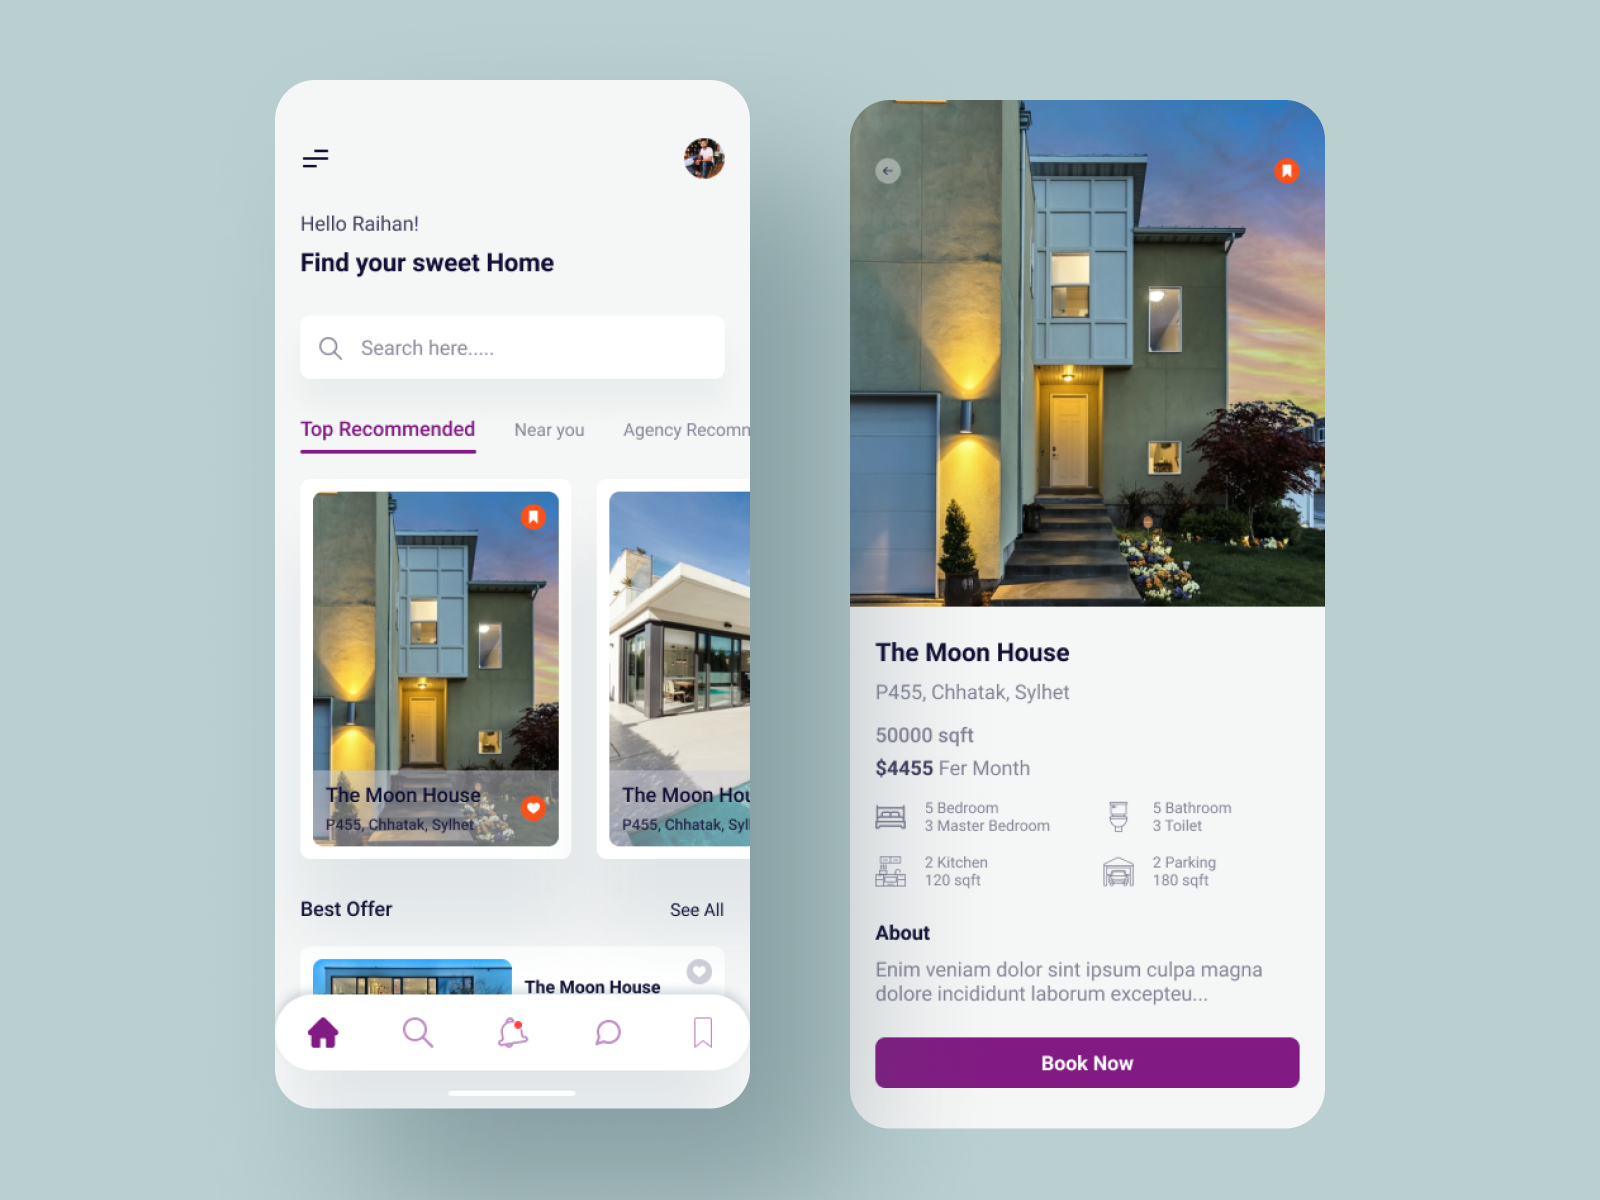 Hello Raihan!
Find your sweet Home
Search here.....
Top Recommended
Near you
Agency Recomm
The Moon House
P455, Chhatak, Sylhet
The Moon Hou
P455, Chhatak, Syl
Best Offer
See All
The Moon House
The Moon House
P455, Chhatak, Sylhet
50000 sqft
$4455 Fer Month
5 Bedroom
3 Master Bedroom
5 Bathroom
3 Toilet
2 Kitchen
120 sqft
2 Parking
180 sqft
About
Enim veniam dolor sint ipsum culpa magna
dolore incididunt laborum excepteu...
Book Now